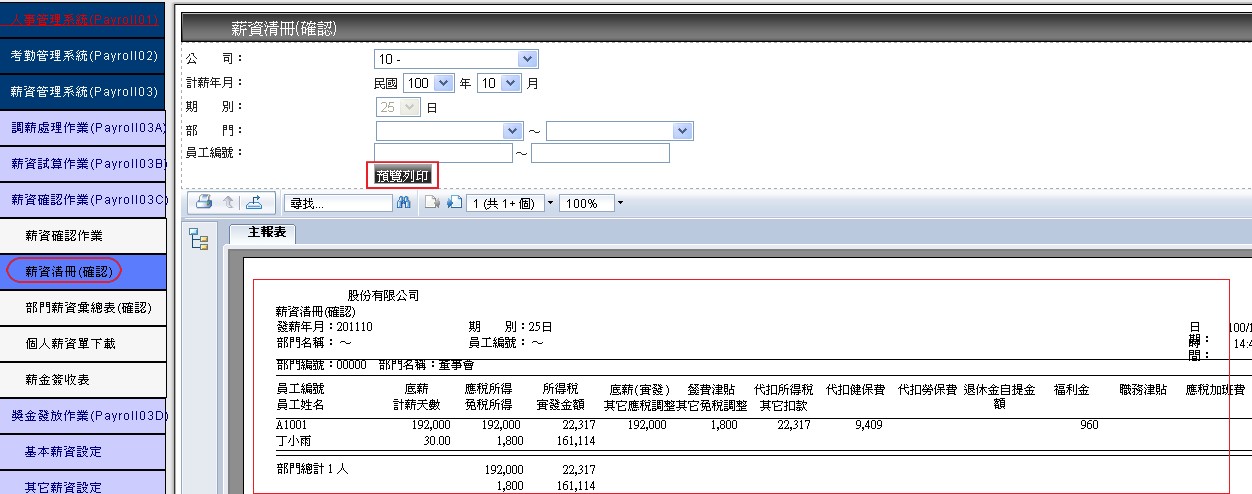 人事管理系統(Payroll01)
考勤管理系統(Payroll02)
薪資管理系統(Payroll03)
調薪處理作業(Payroll03A)
薪資試算作業(Payroll03B)
薪資確認作業(Payroll03C)
薪資確認作業
薪資清冊(確認)
部門薪資彙總表(確認)
個人薪資單下載
薪金簽收表
獎金發放作業(Payroll03D)
基本薪資設定
其它薪資設定
薪資清冊(確認)
公 司： 10 -
計薪年月： 民國 100 年 10 月
期 別： 25 日
部 門： ～
員工編號： ～
預覽列印
尋找... 1 (共 1+ 個) 100%
主報表
股份有限公司
薪資清冊(確認)
發薪年月：201110 期 別：25日 日期： 100/1
部門名稱：～ 員工編號：～ 時間： 14:4
部門編號：00000 部門名稱：董事會
員工編號 底薪 應稅所得 所得稅 底薪(實發) 餐費津貼 代扣所得稅 代扣健保費 代扣勞保費 退休金自提金額 福利金 職務津貼 應稅加班費
員工姓名 計薪天數 免稅所得 實發金額 其它應稅調整 其它免稅調整 其它扣款
A1001 192,000 192,000 22,317 192,000 1,800 22,317 9,409 960
丁小雨 30.00 1,800 161,114
部門總計 1 人 192,000 22,317
1,800 161,114